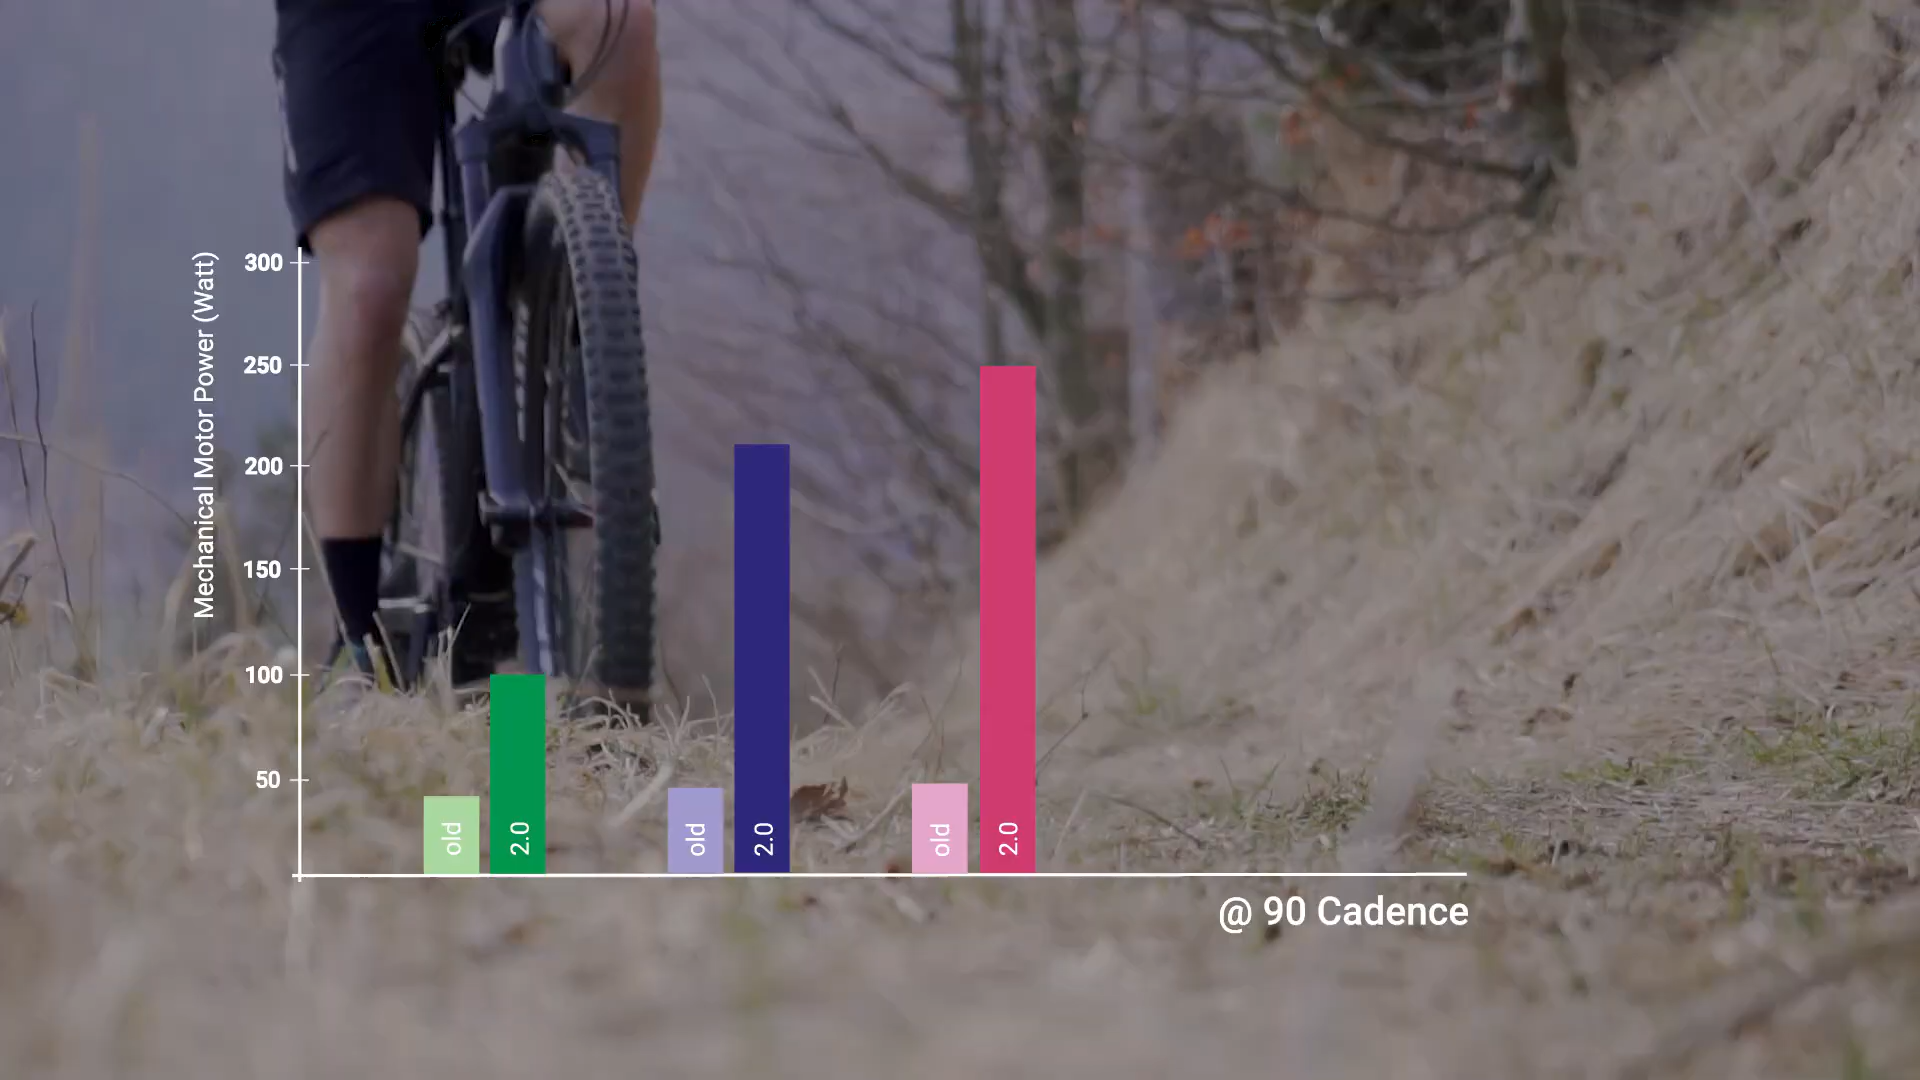 Mechanical Motor Power (Watt)
300
250
200
150
100
50
old
2.0
old
2.0
old
2.0
@ 90 Cadence